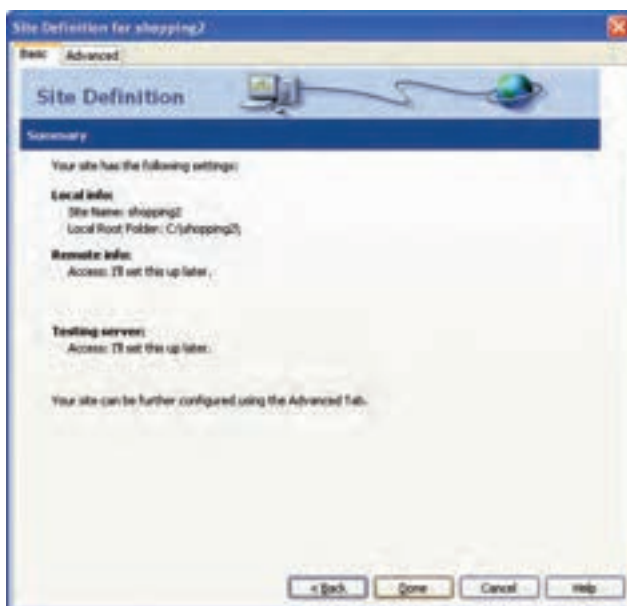 Site Definition for shopping2
Basic
Advanced
Site Definition
Summary
Your site has the following settings:
Local info:
Site Name: shopping2
Local Root Folder: C:\shopping2\
Remote info:
Access: I'll set this up later.
Testing server:
Access: I'll set this up later.
Your site can be further configured using the Advanced Tab.
< Back
Done
Cancel
Help